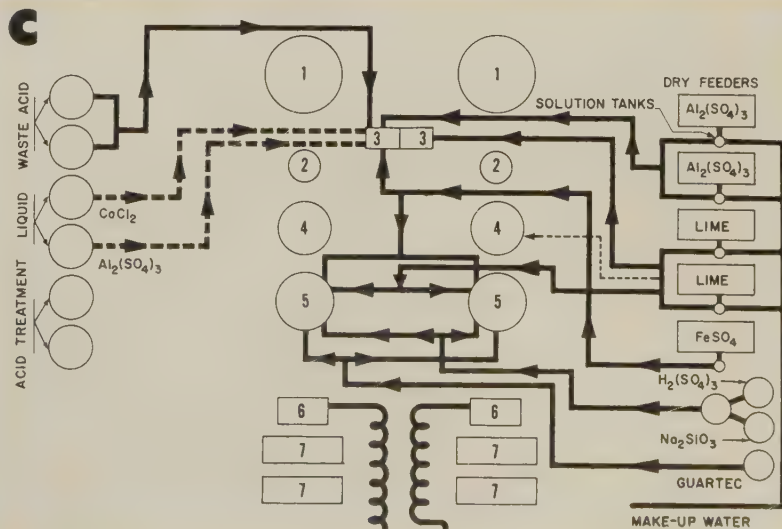 C
DRY FEEDERS
SOLUTION TANKS
Al2(SO4)3
Al2(SO4)3
LIME
LIME
FeSO4
H2(SO4)3
Na2SiO3
GUARTEC
MAKE-UP WATER
WASTE ACID
LIQUID
CaCl2
Al2(SO4)3
ACID TREATMENT
1
1
3
3
2
2
4
4
5
5
6
6
7
7
7
7